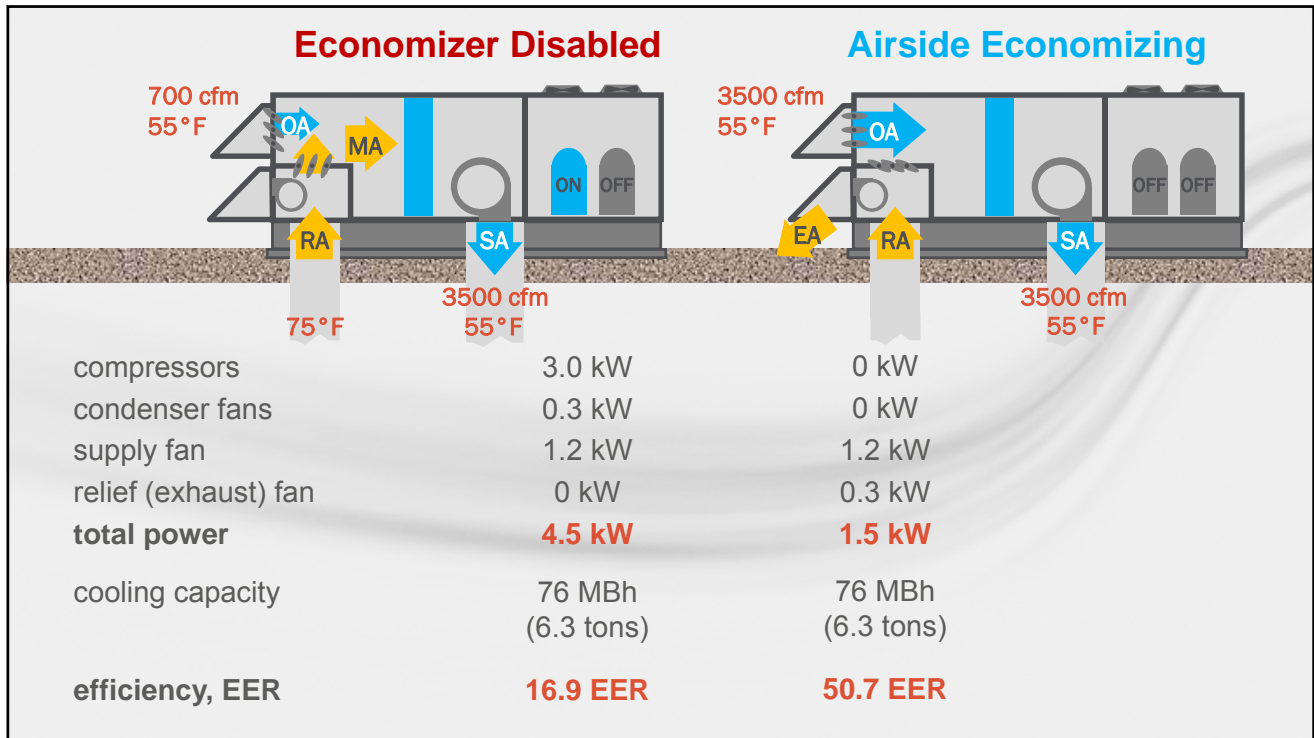 Economizer Disabled
Airside Economizing
700 cfm
55°F
OA
MA
ON
OFF
RA
SA
75°F
3500 cfm
55°F
3500 cfm
55°F
OA
OFF
OFF
EA
RA
SA
3500 cfm
55°F
compressors 3.0 kW 0 kW
condenser fans 0.3 kW 0 kW
supply fan 1.2 kW 1.2 kW
relief (exhaust) fan 0 kW 0.3 kW
total power 4.5 kW 1.5 kW
cooling capacity 76 MBh 76 MBh
(6.3 tons) (6.3 tons)
efficiency, EER 16.9 EER 50.7 EER